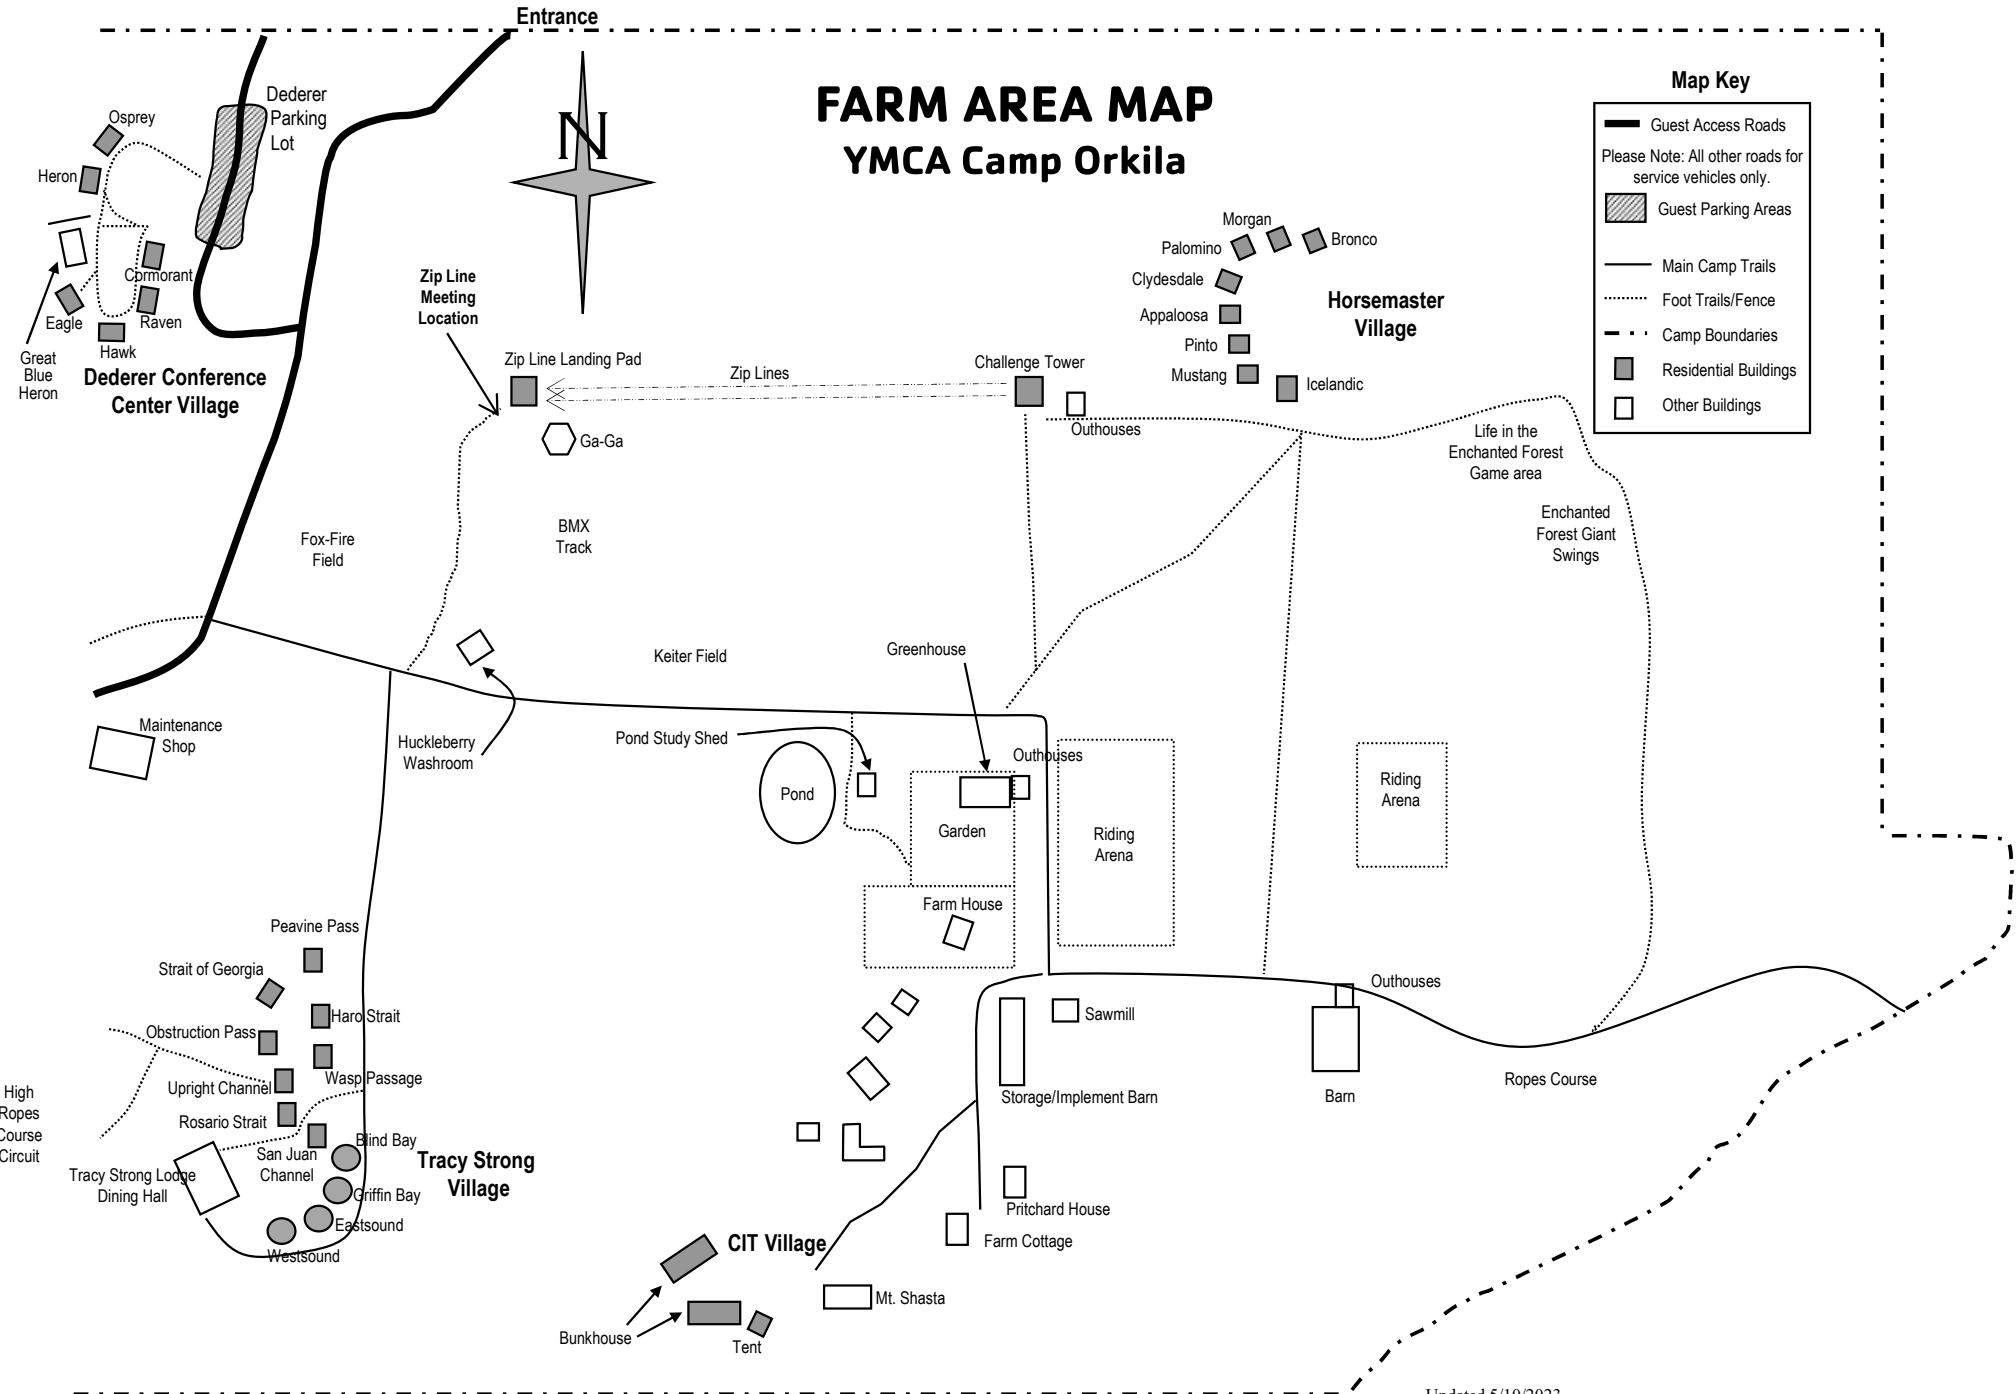 Entrance
FARM AREA MAP
YMCA Camp Orkila
N
Map Key
Guest Access Roads
Please Note: All other roads for
service vehicles only.
Guest Parking Areas
Main Camp Trails
Foot Trails/Fence
Camp Boundaries
Residential Buildings
Other Buildings
Dederer
Parking
Lot
Osprey
Heron
Cormorant
Eagle
Raven
Hawk
Great
Blue
Heron
Dederer Conference
Center Village
Zip Line
Meeting
Location
Zip Line Landing Pad
Zip Lines
Challenge Tower
Outhouses
Ga-Ga
Morgan
Palomino
Bronco
Clydesdale
Appaloosa
Pinto
Mustang
Icelandic
Horsemaster
Village
Life in the
Enchanted Forest
Game area
Enchanted
Forest Giant
Swings
Fox-Fire
Field
BMX
Track
Keiter Field
Greenhouse
Maintenance
Shop
Huckleberry
Washroom
Pond Study Shed
Pond
Outhouses
Garden
Riding
Arena
Riding
Arena
Farm House
Peavine Pass
Strait of Georgia
Haro Strait
Obstruction Pass
Wasp Passage
Upright Channel
Rosario Strait
San Juan
Channel
Blind Bay
Griffin Bay
Eastsound
Westsound
Tracy Strong Lodge
Dining Hall
Tracy Strong
Village
High
Ropes
Course
Circuit
Sawmill
Storage/Implement Barn
Outhouses
Barn
Ropes Course
Pritchard House
Farm Cottage
CIT Village
Mt. Shasta
Bunkhouse
Tent
Updated 5/10/2023